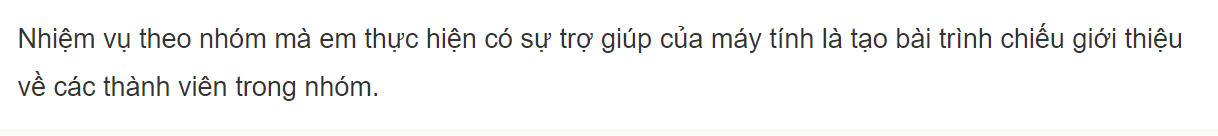 Nhiệm vụ theo nhóm mà em thực hiện có sự trợ giúp của máy tính là tạo bài trình chiếu giới thiệu
về các thành viên trong nhóm.